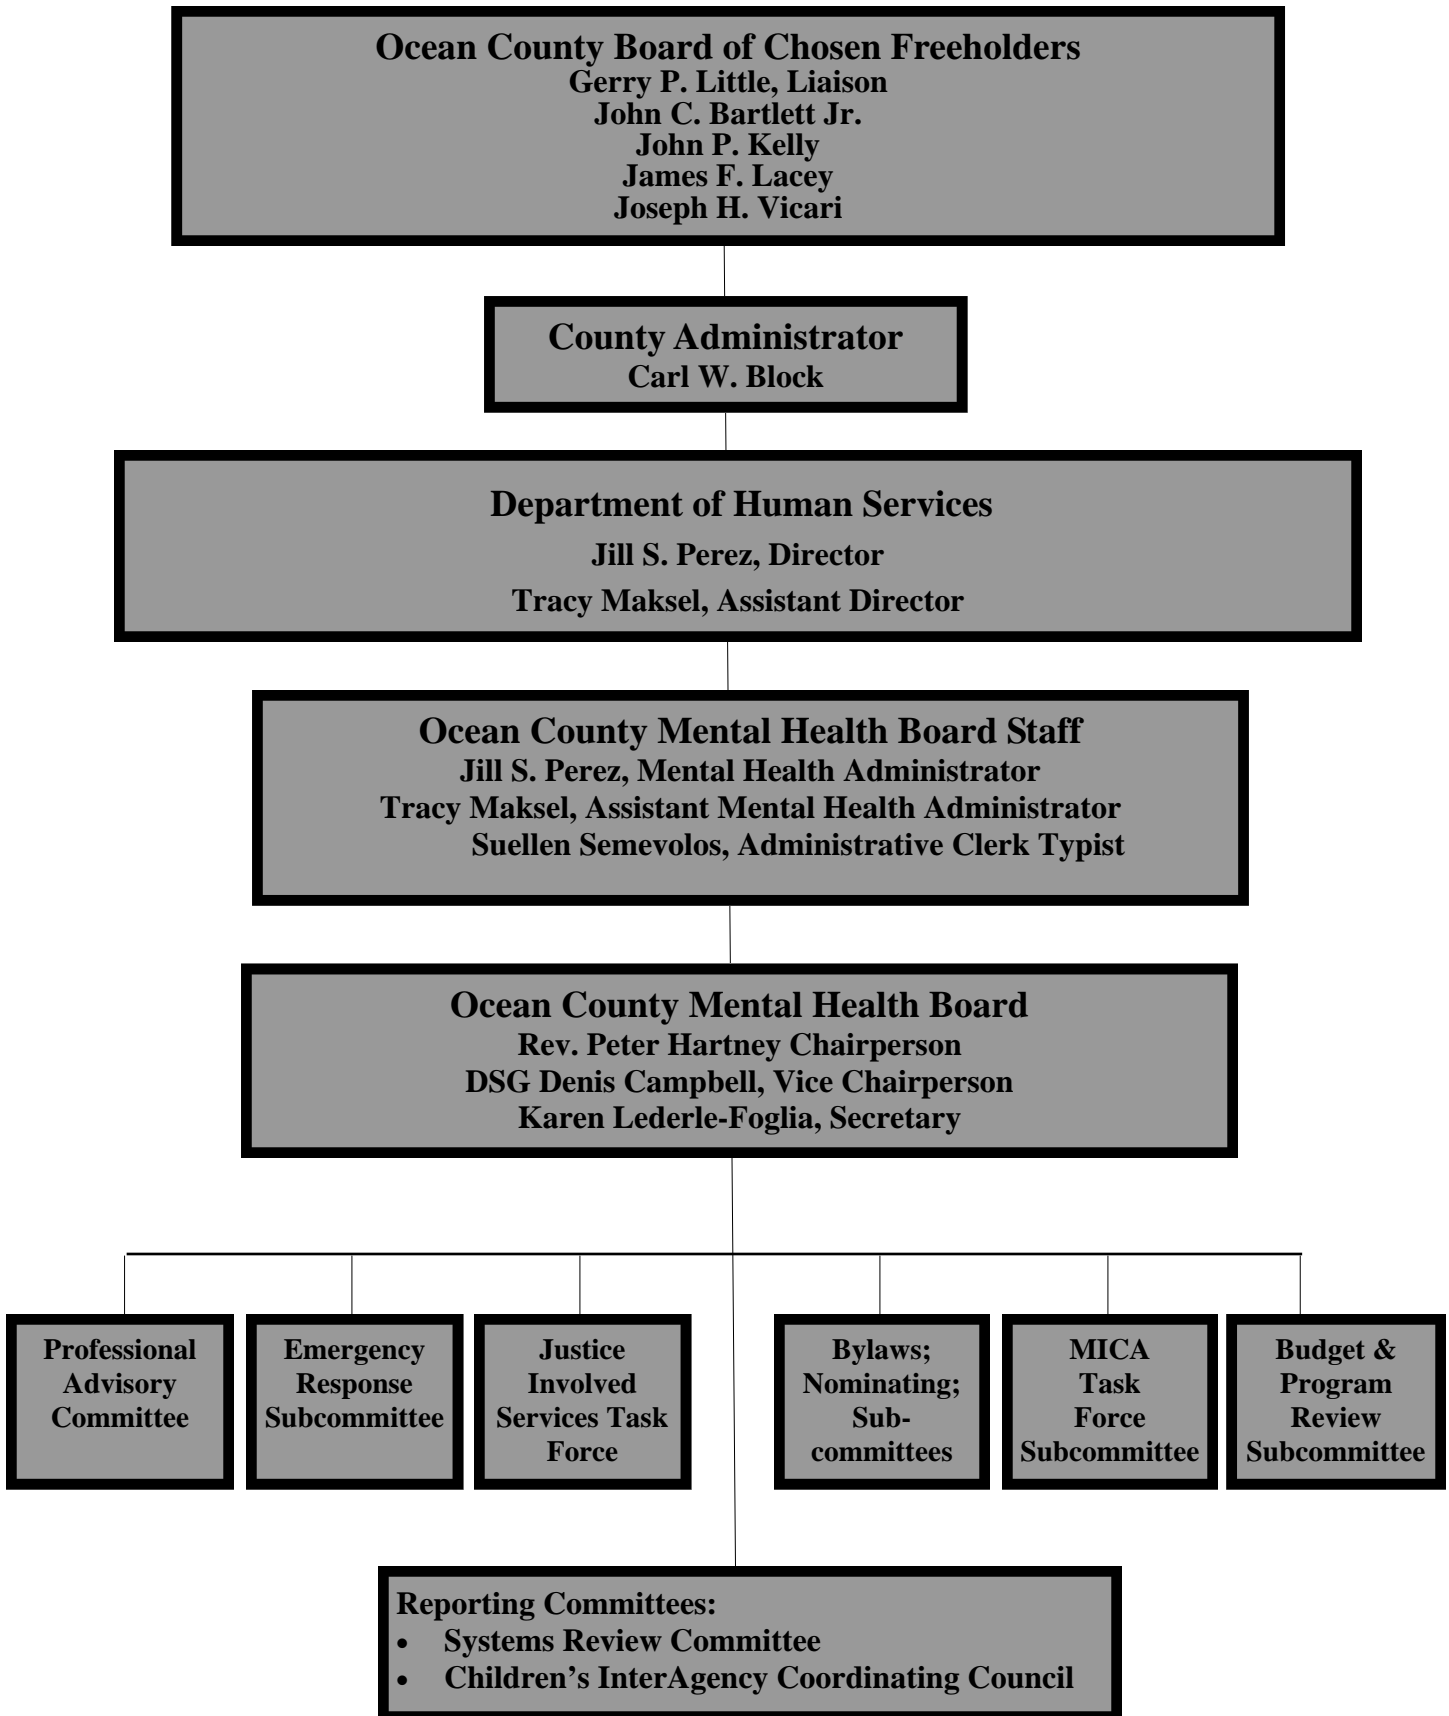 Ocean County Board of Chosen Freeholders
Gerry P. Little, Liaison
John C. Bartlett Jr.
John P. Kelly
James F. Lacey
Joseph H. Vicari
County Administrator
Carl W. Block
Department of Human Services
Jill S. Perez, Director
Tracy Maksel, Assistant Director
Ocean County Mental Health Board Staff
Jill S. Perez, Mental Health Administrator
Tracy Maksel, Assistant Mental Health Administrator
Suellen Semevolos, Administrative Clerk Typist
Ocean County Mental Health Board
Rev. Peter Hartney Chairperson
DSG Denis Campbell, Vice Chairperson
Karen Lederle-Foglia, Secretary
Professional
Advisory
Committee
Emergency
Response
Subcommittee
Justice
Involved
Services Task
Force
Bylaws;
Nominating;
Sub-
committees
MICA
Task
Force
Subcommittee
Budget &
Program
Review
Subcommittee
Reporting Committees:
• Systems Review Committee
• Children’s InterAgency Coordinating Council